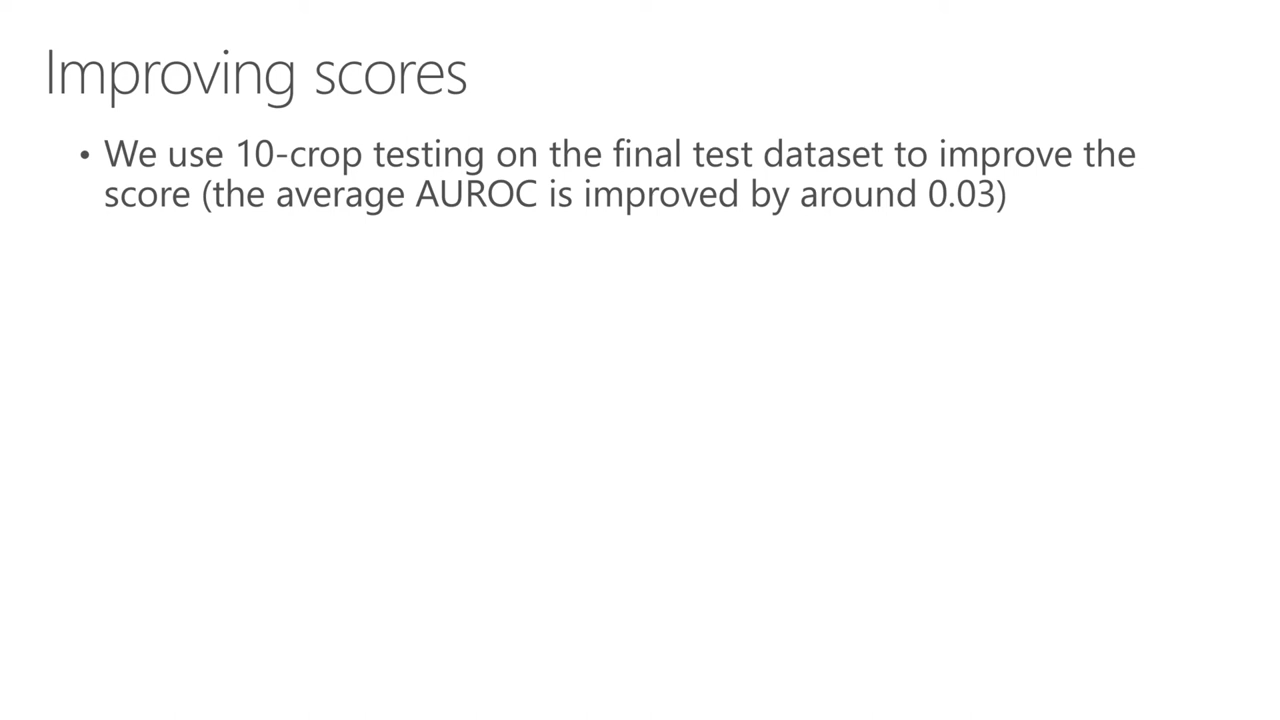 Improving scores
• We use 10-crop testing on the final test dataset to improve the
score (the average AUROC is improved by around 0.03)